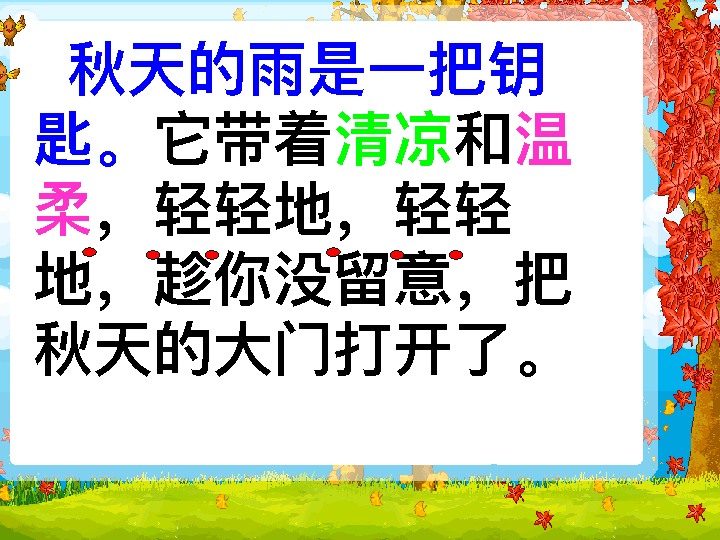 秋天的雨是一把钥
匙。它带着清凉和温
柔，轻轻地，轻轻
地，趁你没留意，把
秋天的大门打开了。